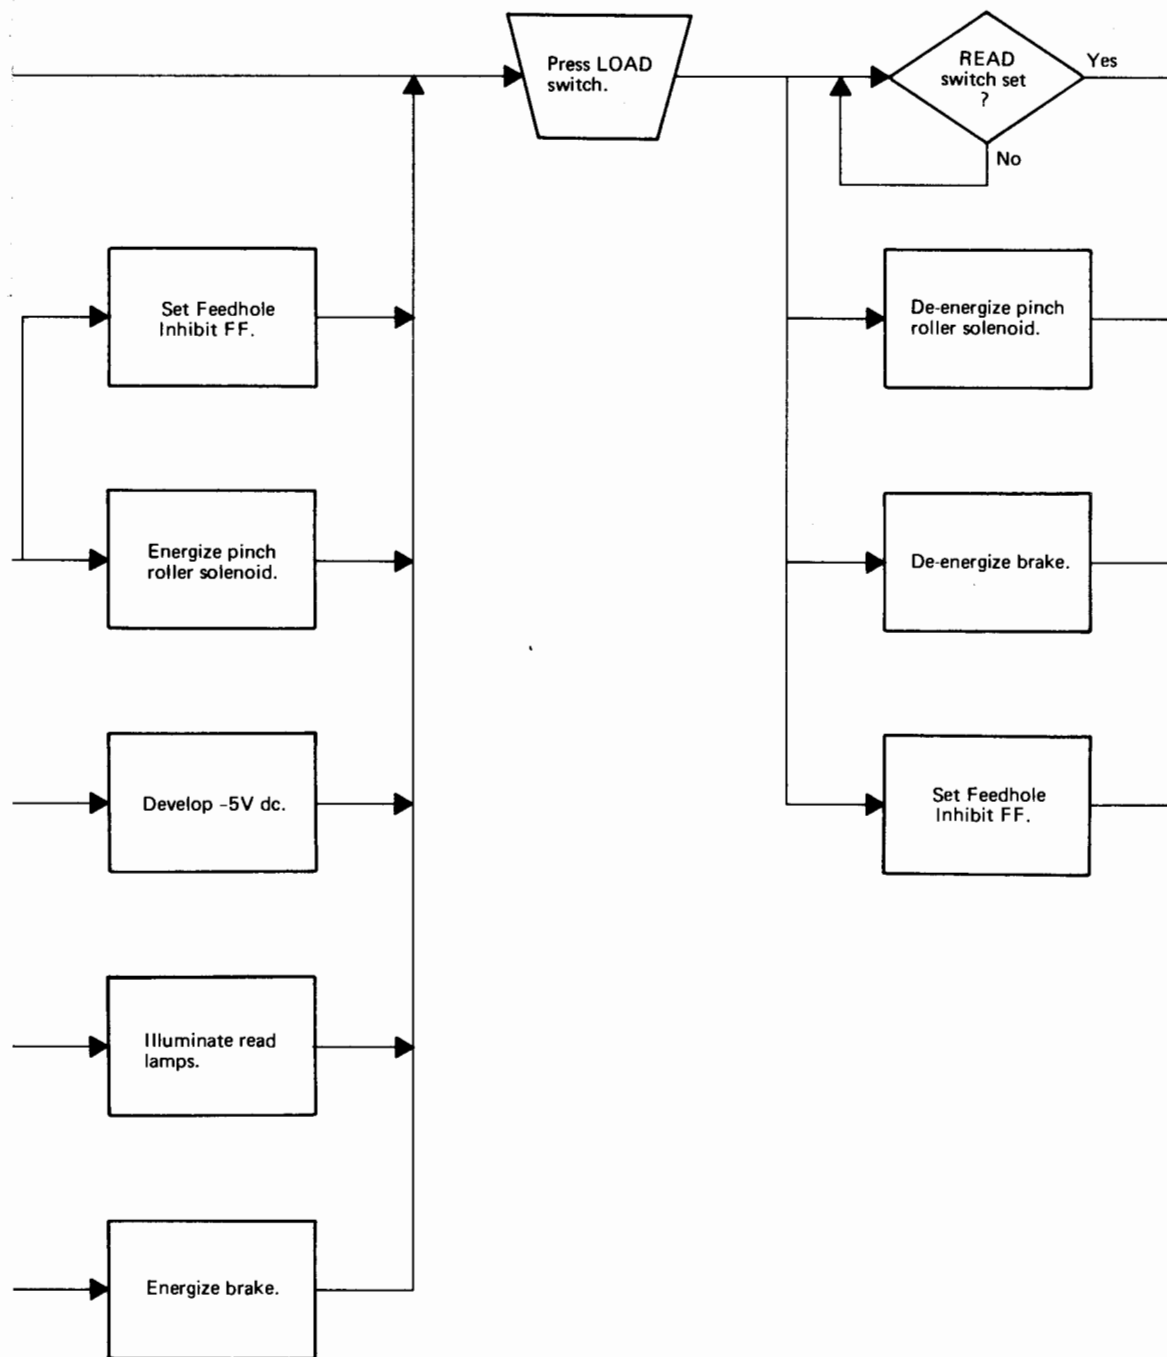 Press LOAD
switch.
READ
switch set
?
Yes
No
Set Feedhole
Inhibit FF.
De-energize pinch
roller solenoid.
Energize pinch
roller solenoid.
De-energize brake.
Develop -5V dc.
Set Feedhole
Inhibit FF.
Illuminate read
lamps.
Energize brake.